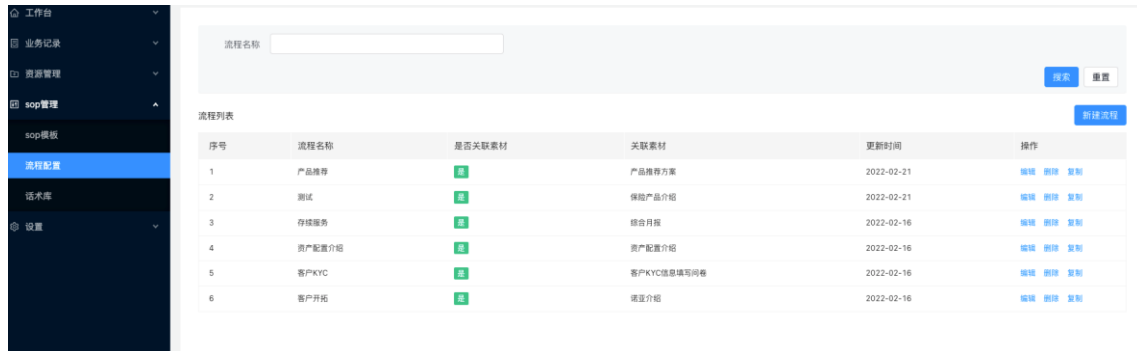 工作台
业务记录
资源管理
sop管理
sop模板
流程配置
话术库
设置
流程名称
搜索 重置
流程列表 新建流程
序号 流程名称 是否关联素材 关联素材 更新时间 操作
1 产品推荐 是 产品推荐方案 2022-02-21 编辑 删除 复制
2 测试 是 保险产品介绍 2022-02-21 编辑 删除 复制
3 存续服务 是 综合月报 2022-02-16 编辑 删除 复制
4 资产配置介绍 是 资产配置介绍 2022-02-16 编辑 删除 复制
5 客户KYC 是 客户KYC信息填写问卷 2022-02-16 编辑 删除 复制
6 客户开拓 是 诺亚介绍 2022-02-16 编辑 删除 复制